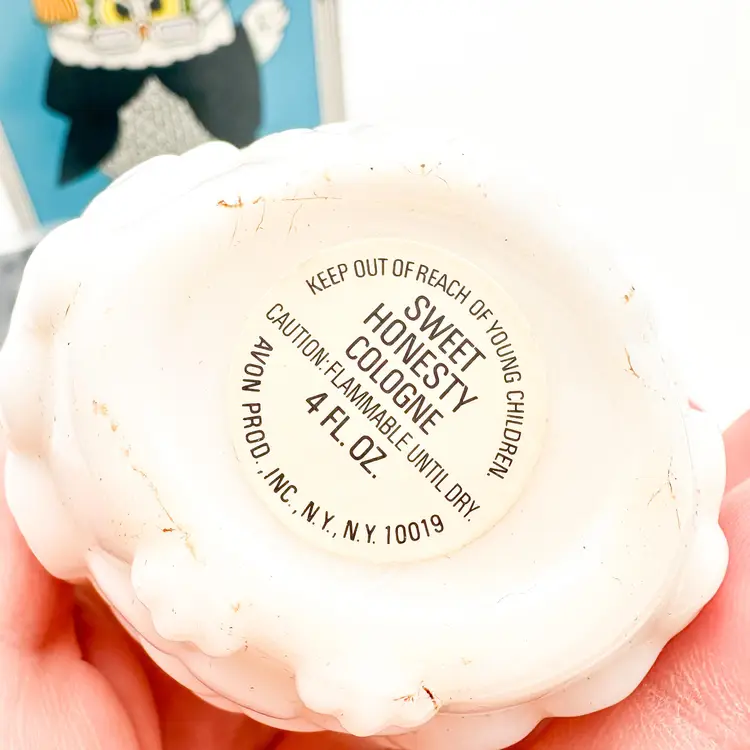 KEEP OUT OF REACH OF YOUNG CHILDREN.
SWEET
HONESTY
COLOGNE
CAUTION: FLAMMABLE UNTIL DRY.
4 FL. OZ.
AVON PROD., INC., N.Y., N.Y. 10019